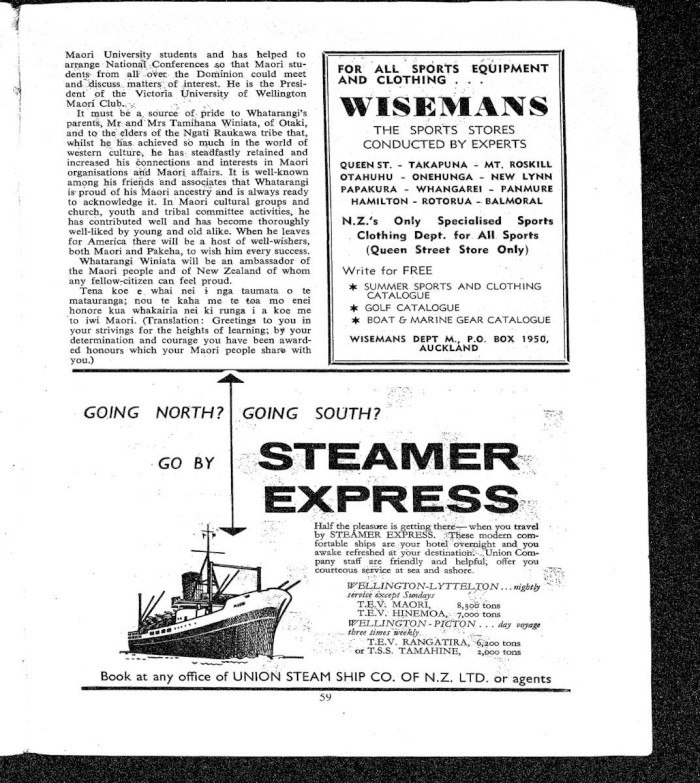 Maori University students and has helped to
arrange National Conferences so that Maori stu-
dents from all over the Dominion could meet
and discuss matters of interest. He is the Presi-
dent of the Victoria University of Wellington
Maori Club.
It must be a source of pride to Whatarangi's
parents, Mr and Mrs Tamihana Winiata, of Otaki,
and to the elders of the Ngati Raukawa tribe that,
whilst he has achieved so much in the world of
western culture, he has steadfastly retained and
increased his connections and interests in Maori
organisations and Maori affairs. It is well-known
among his friends and associates that Whatarangi
is proud of his Maori ancestry and is always ready
to acknowledge it. In Maori cultural groups and
church, youth and tribal committee activities, he
has contributed well and has become thoroughly
well-liked by young and old alike. When he leaves
for America there will be a host of well-wishers,
both Maori and Pakeha, to wish him every success.
Whatarangi Winiata will be an ambassador of
the Maori people and of New Zealand of whom
any fellow-citizen can feel proud.
Tena koe e whai nei i nga taumata o te
matauranga; nou te kaha me te toa mo enei
honore kua whakairia nei ki runga i a koe me
to iwi Maori. (Translation: Greetings to you in
your strivings for the heights of learning; by your
determination and courage you have been award-
ed honours which your Maori people share with
you.)
FOR ALL SPORTS EQUIPMENT
AND CLOTHING . . .
WISEMANS
THE SPORTS STORES
CONDUCTED BY EXPERTS
QUEEN ST. - TAKAPUNA - MT. ROSKILL
OTAHUHU - ONEHUNGA - NEW LYNN
PAPAKURA - WHANGAREI - PANMURE
HAMILTON - ROTORUA - BALMORAL
N.Z.'s Only Specialised Sports
Clothing Dept. for All Sports
(Queen Street Store Only)
Write for FREE
* SUMMER SPORTS AND CLOTHING
CATALOGUE
* GOLF CATALOGUE
* BOAT & MARINE GEAR CATALOGUE
WISEMANS DEPT M., P.O. BOX 1950,
AUCKLAND
GOING NORTH? GOING SOUTH?
GO BY STEAMER
EXPRESS
Half the pleasure is getting there—when you travel
by STEAMER EXPRESS. These modern com-
fortable ships are your hotel overnight and you
awake refreshed at your destination. Union Com-
pany staff are friendly and helpful; offer you
courteous service at sea and ashore.
WELLINGTON-LYTTELTON . . . nightly
service except Sundays
T.E.V. MAORI, 8,300 tons
T.E.V. HINEMOA, 7,000 tons
WELLINGTON-PICTON . . . day voyage
three times weekly
T.E.V. RANGATIRA, 6,200 tons
or T.S.S. TAMAHINE, 2,000 tons
Book at any office of UNION STEAM SHIP CO. OF N.Z. LTD. or agents
59